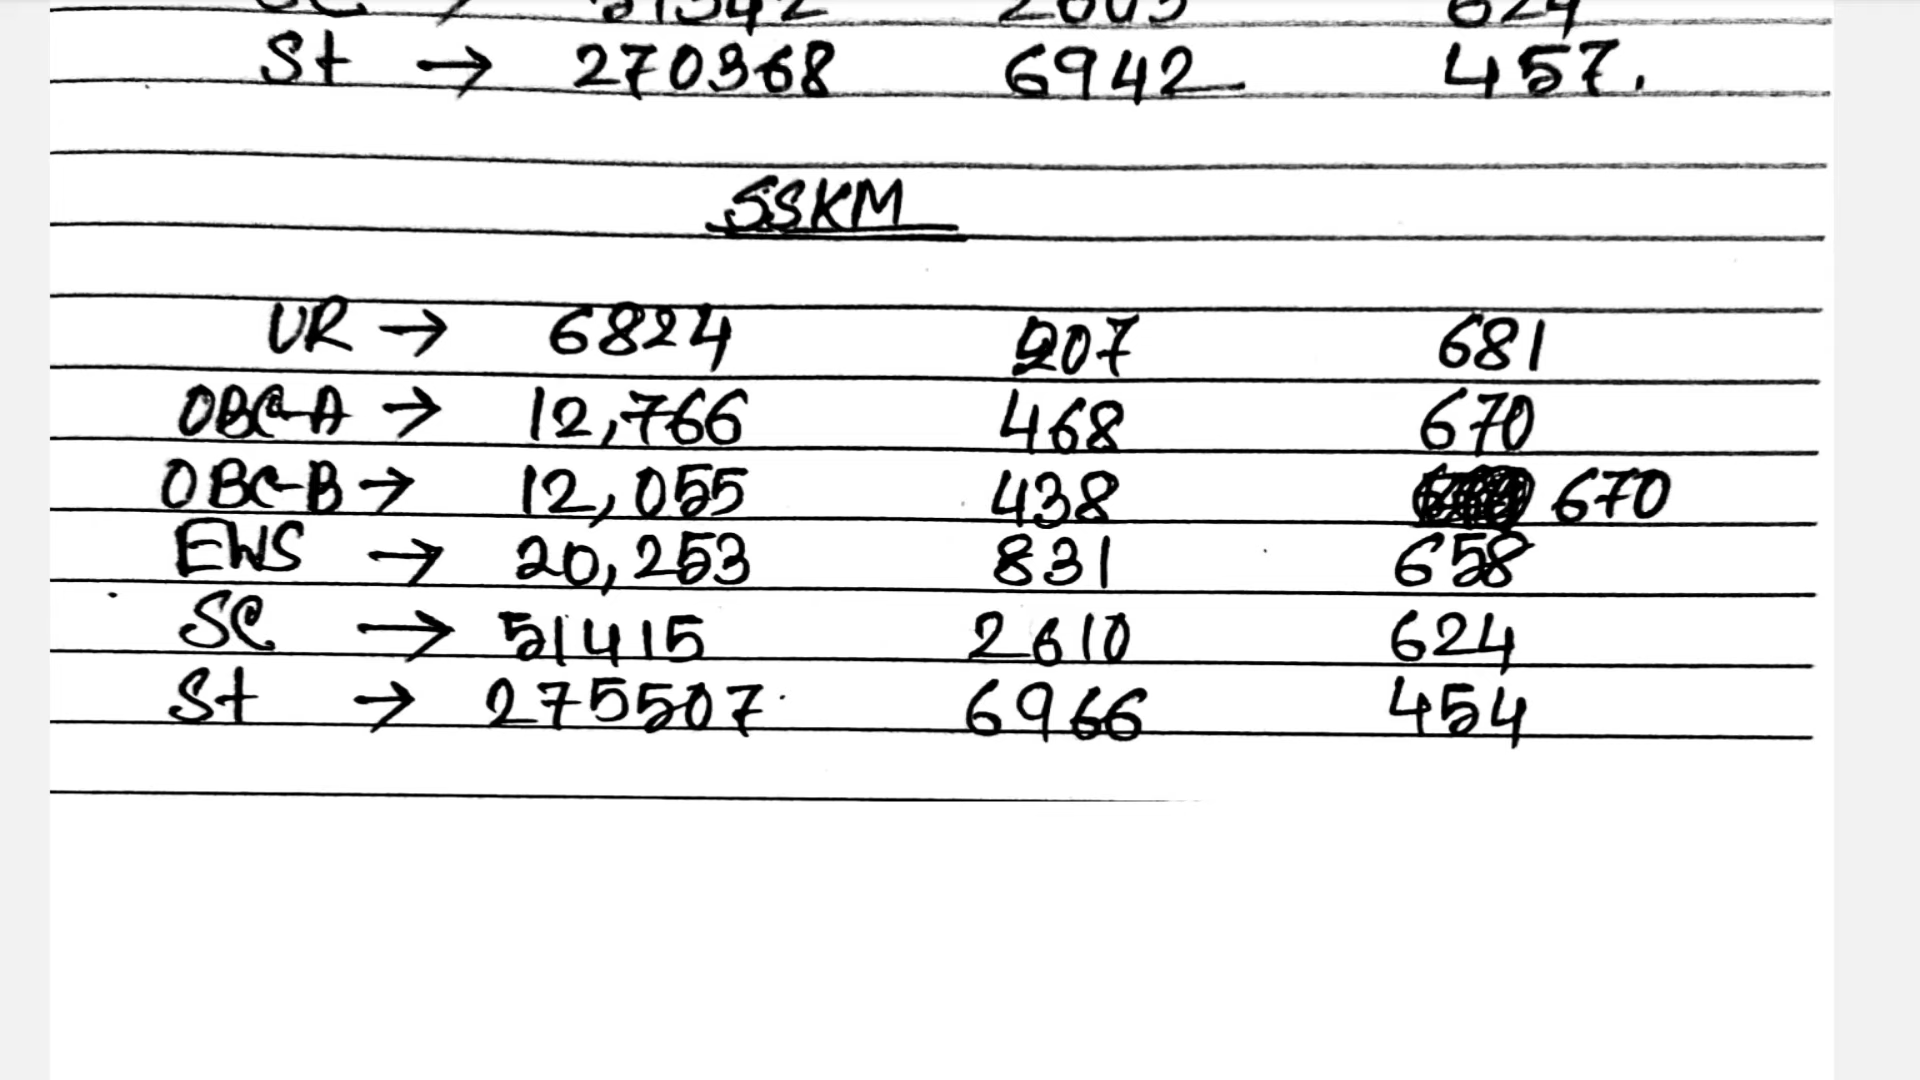 St → 270368 6942 457.
SSKM
UR → 6824 207 681
OBC-A → 12,766 468 670
OBC-B → 12,055 438 670
EWS → 20,253 831 658
SC → 51415 2610 624
St → 275507 6966 454